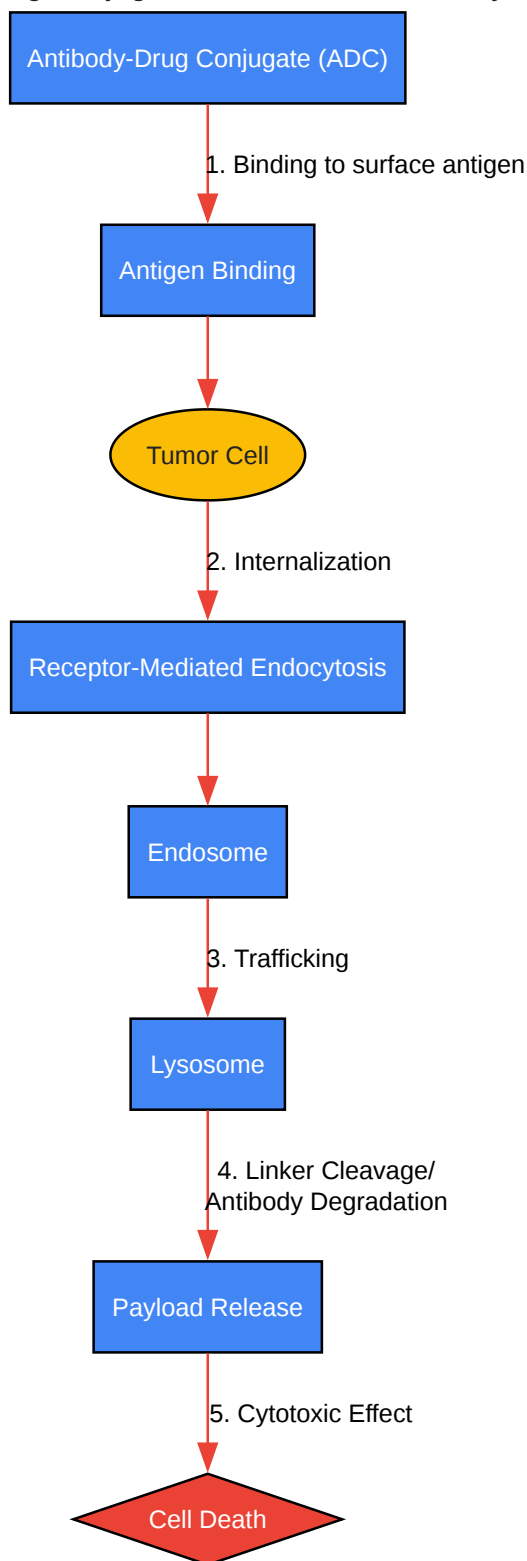 Antibody-Drug Conjugate (ADC)
1. Binding to surface antigen
Antigen Binding
Tumor Cell
2. Internalization
Receptor-Mediated Endocytosis
Endosome
3. Trafficking
Lysosome
4. Linker Cleavage/
Antibody Degradation
Payload Release
5. Cytotoxic Effect
Cell Death